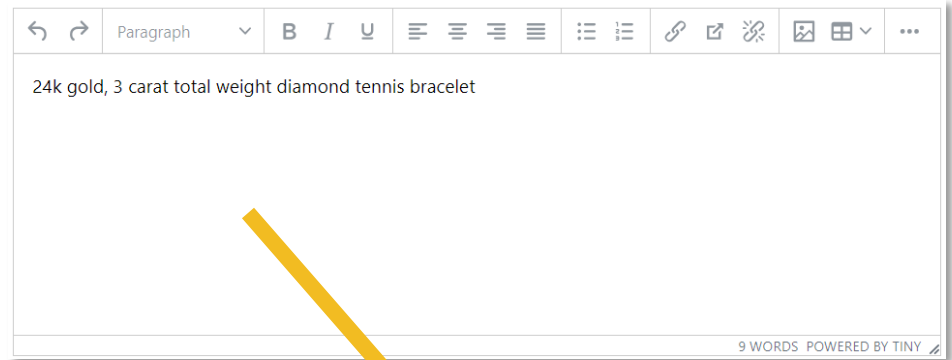 Paragraph
24k gold, 3 carat total weight diamond tennis bracelet
9 WORDS POWERED BY TINY